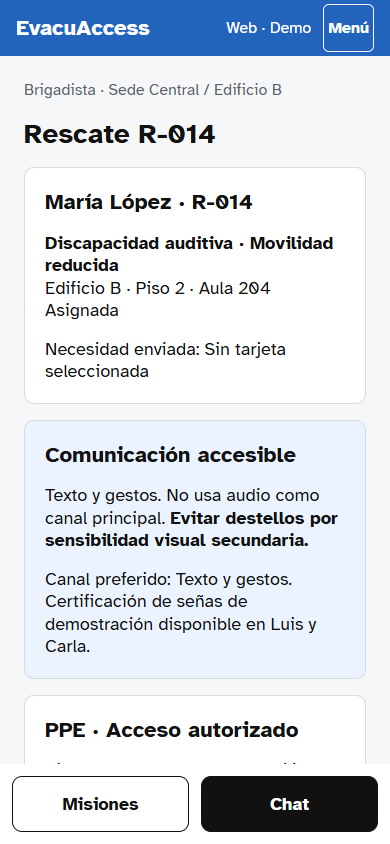 EvacuAccess
Web · Demo
Menú
Brigadista · Sede Central / Edificio B
Rescate R-014
María López · R-014
Discapacidad auditiva · Movilidad
reducida
Edificio B · Piso 2 · Aula 204
Asignada
Necesidad enviada: Sin tarjeta
seleccionada
Comunicación accesible
Texto y gestos. No usa audio como
canal principal. Evitar destellos por
sensibilidad visual secundaria.
Canal preferido: Texto y gestos.
Certificación de señas de
demostración disponible en Luis y
Carla.
PPE · Acceso autorizado
Misiones
Chat